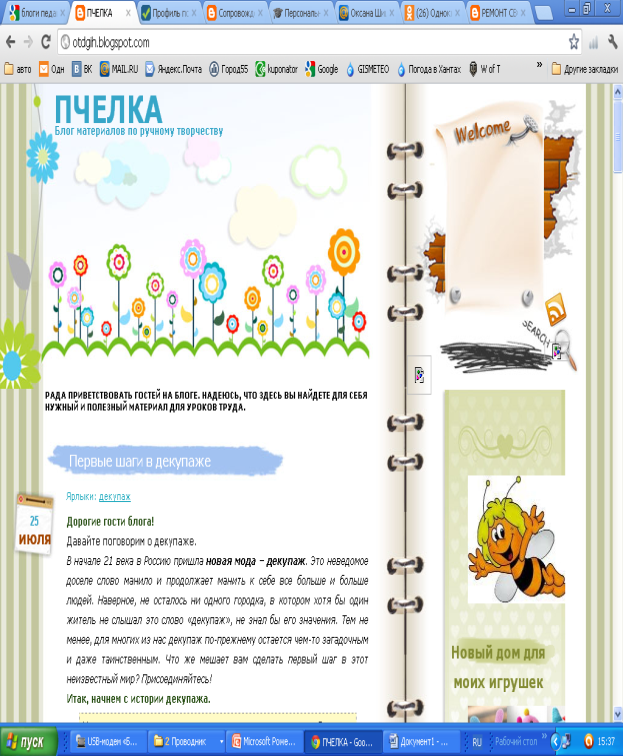 блоги педа
ПЧЕЛКА
Профиль п
Сопровожд
Персональн
Оксана Ши
(26) Однок
РЕМОНТ СВ
otdgih.blogspot.com
авто
Одн
ВК
MAIL.RU
Яндекс.Почта
Город55
kuponator
Google
GISMETEO
Погода в Хантах
W of T
»
Другие закладки
ПЧЕЛКА
Блог материалов по ручному творчеству
Welcome
SEARCH
РАДА ПРИВЕТСТВОВАТЬ ГОСТЕЙ НА БЛОГЕ. НАДЕЮСЬ, ЧТО ЗДЕСЬ ВЫ НАЙДЕТЕ ДЛЯ СЕБЯ
НУЖНЫЙ И ПОЛЕЗНЫЙ МАТЕРИАЛ ДЛЯ УРОКОВ ТРУДА.
Первые шаги в декупаже
25
ИЮЛЯ
Ярлыки: декупаж
Дорогие гости блога!
Давайте поговорим о декупаже.
В начале 21 века в Россию пришла новая мода – декупаж. Это неведомое
доселе слово манило и продолжает манить к себе все больше и больше
людей. Наверное, не осталось ни одного городка, в котором хотя бы один
житель не слышал это слово «декупаж», не знал бы его значения. Тем не
менее, для многих из нас декупаж по-прежнему остается чем-то загадочным
и даже таинственным. Что же мешает вам сделать первый шаг в этот
неизвестный мир? Присоединяйтесь!
Итак, начнем с истории декупажа.
Новый дом для
моих игрушек
пуск
USB-модем «Б...
2 Проводник
Microsoft Powe...
ПЧЕЛКА - Goo...
Документ1 - ...
RU
Рабочий стол
»
15:37